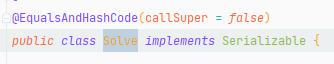 @EqualsAndHashCode(callSuper = false)
public class Solve implements Serializable {